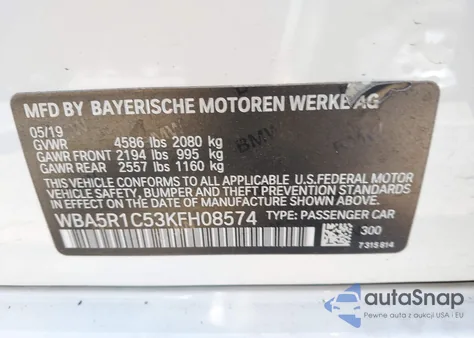 MFD BY BAYERISCHE MOTOREN WERKE AG
05/19
GVWR 4586 lbs 2080 kg
GAWR FRONT 2194 lbs 995 kg
GAWR REAR 2557 lbs 1160 kg
THIS VEHICLE CONFORMS TO ALL APPLICABLE U.S.FEDERAL MOTOR
VEHICLE SAFETY, BUMPER, AND THEFT PREVENTION STANDARDS
IN EFFECT ON THE DATE OF MANUFACTURE SHOWN ABOVE.
WBA5R1C53KFH08574 TYPE: PASSENGER CAR
300
7315814
BMW
autoSnap
Pewne auta z aukcji USA i EU